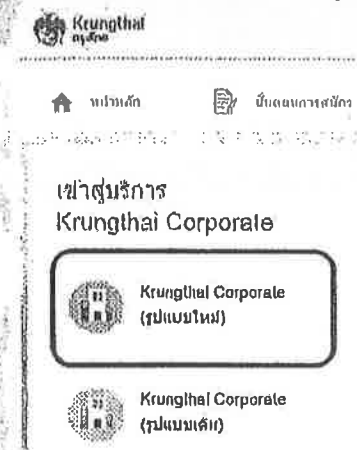 Krungthai
กรุงไทย
หน้าหลัก
ขั้นตอนการสมัคร
เข้าสู่บริการ
Krungthai Corporate
Krungthai Corporate
(รูปแบบใหม่)
Krungthai Corporate
(รูปแบบเดิม)